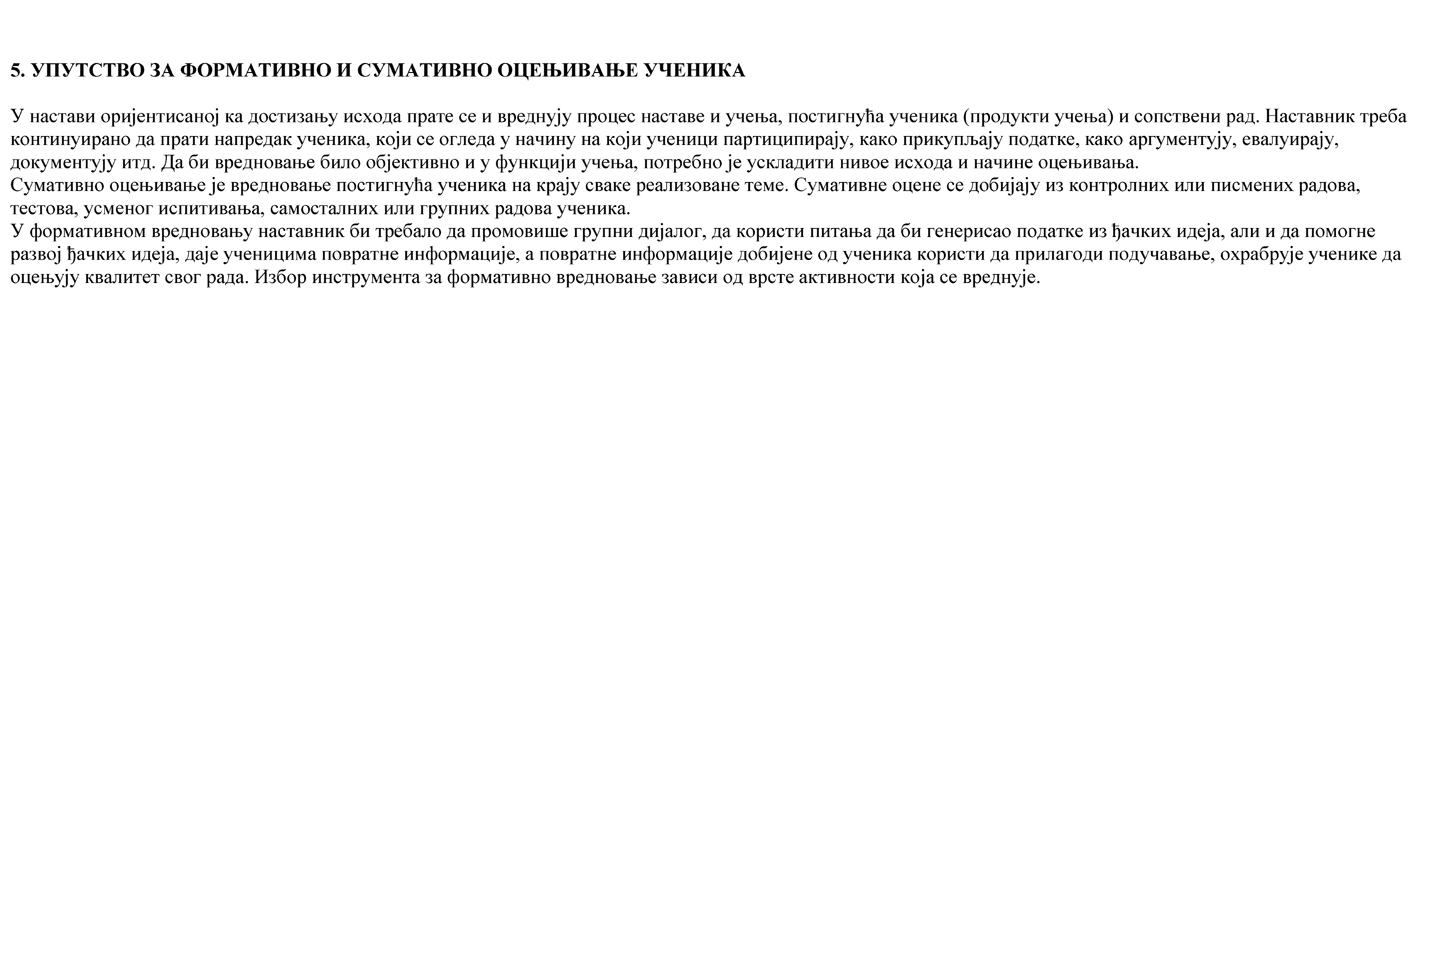 5. УПУТСТВО ЗА ФОРМАТИВНО И СУМАТИВНО ОЦЕЊИВАЊЕ УЧЕНИКА
У настави оријентисаној ка достизању исхода прате се и вреднују процес наставе и учења, постигнућа ученика (продукти учења) и сопствени рад. Наставник треба
континуирано да прати напредак ученика, који се огледа у начину на који ученици партиципирају, како прикупљају податке, како аргументују, евалуирају,
документују итд. Да би вредновање било објективно и у функцији учења, потребно је ускладити нивое исхода и начине оцењивања.
Сумативно оцењивање је вредновање постигнућа ученика на крају сваке реализоване теме. Сумативне оцене се добијају из контролних или писмених радова,
тестова, усменог испитивања, самосталних или групних радова ученика.
У формативном вредновању наставник би требало да промовише групни дијалог, да користи питања да би генерисао податке из ђачких идеја, али и да помогне
развој ђачких идеја, даје ученицима повратне информације, а повратне информације добијене од ученика користи да прилагоди подучавање, охрабрује ученике да
оцењују квалитет свог рада. Избор инструмента за формативно вредновање зависи од врсте активности која се вреднује.